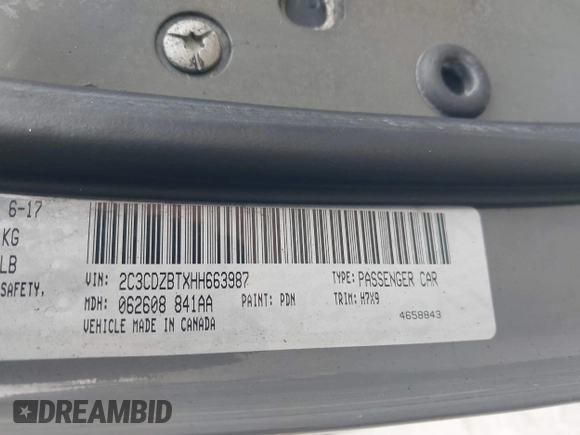 6-17
KG
LB
SAFETY,
VIN: 2C3CDZBTXHH663987
TYPE: PASSENGER CAR
MDH: 062608 841AA
PAINT: PDN
TRIM: H7X9
VEHICLE MADE IN CANADA
4658843
DREAMBID